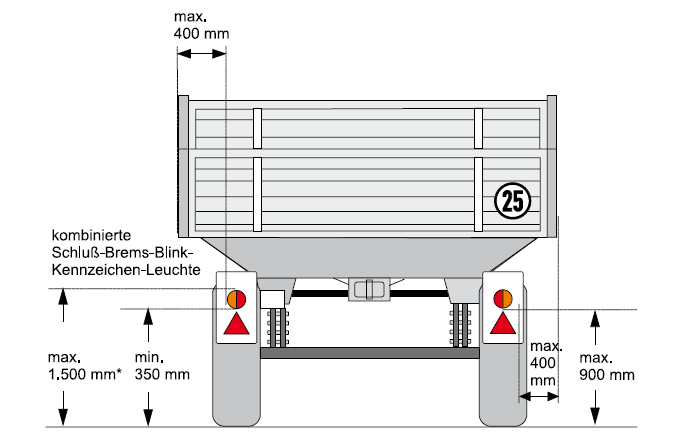 max.
400 mm
25
kombinierte
Schluß-Brems-Blink-
Kennzeichen-Leuchte
max.
1.500 mm*
min.
350 mm
max.
400
mm
max.
900 mm